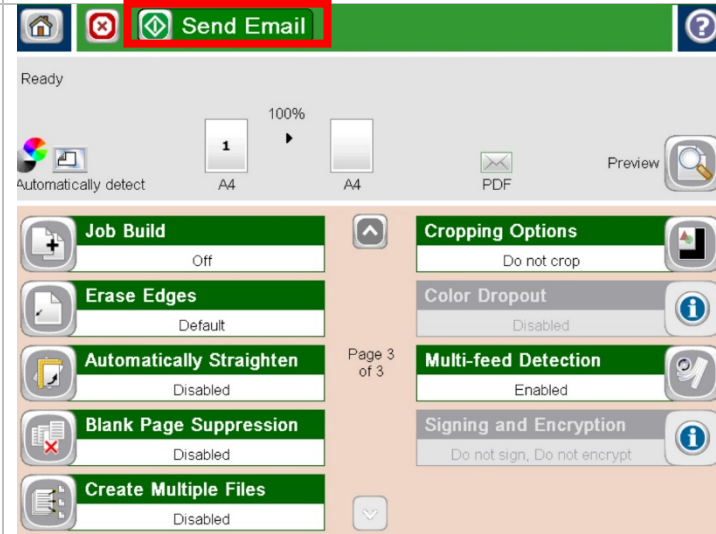 Send Email
Ready
100%
1
Automatically detect
A4
A4
PDF
Preview
Job Build
Off
Erase Edges
Default
Automatically Straighten
Disabled
Blank Page Suppression
Disabled
Create Multiple Files
Disabled
Page 3
of 3
Cropping Options
Do not crop
Color Dropout
Disabled
Multi-feed Detection
Enabled
Signing and Encryption
Do not sign, Do not encrypt